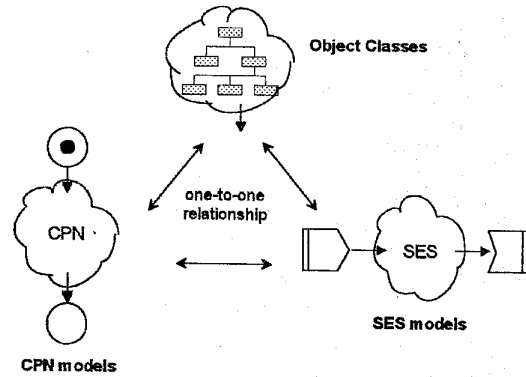 Object Classes
one-to-one
relationship
CPN
SES
SES models
CPN models